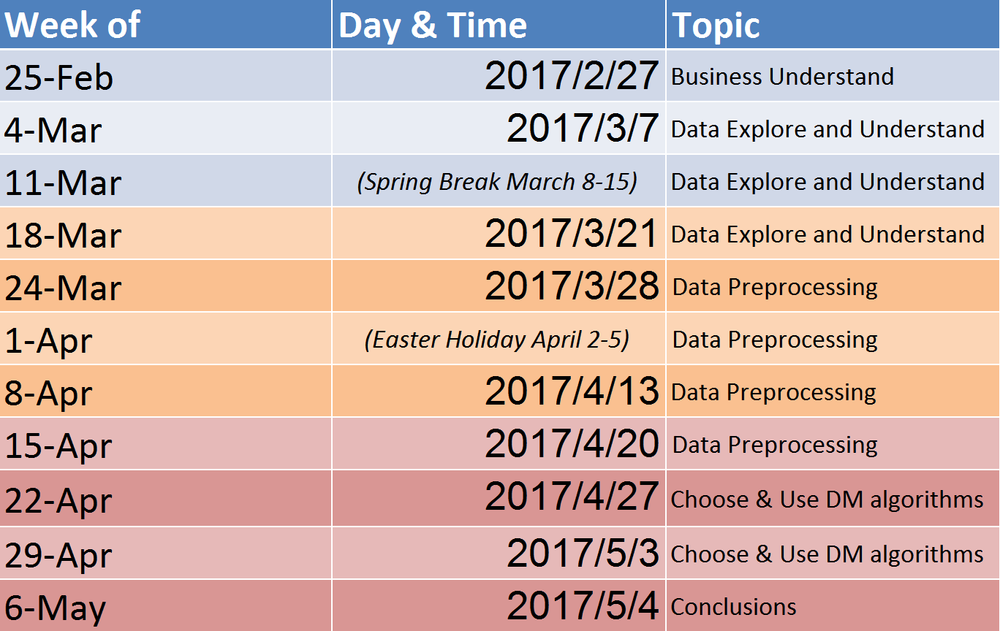 Week of Day & Time Topic
25-Feb 2017/2/27 Business Understand
4-Mar 2017/3/7 Data Explore and Understand
11-Mar (Spring Break March 8-15) Data Explore and Understand
18-Mar 2017/3/21 Data Explore and Understand
24-Mar 2017/3/28 Data Preprocessing
1-Apr (Easter Holiday April 2-5) Data Preprocessing
8-Apr 2017/4/13 Data Preprocessing
15-Apr 2017/4/20 Data Preprocessing
22-Apr 2017/4/27 Choose & Use DM algorithms
29-Apr 2017/5/3 Choose & Use DM algorithms
6-May 2017/5/4 Conclusions